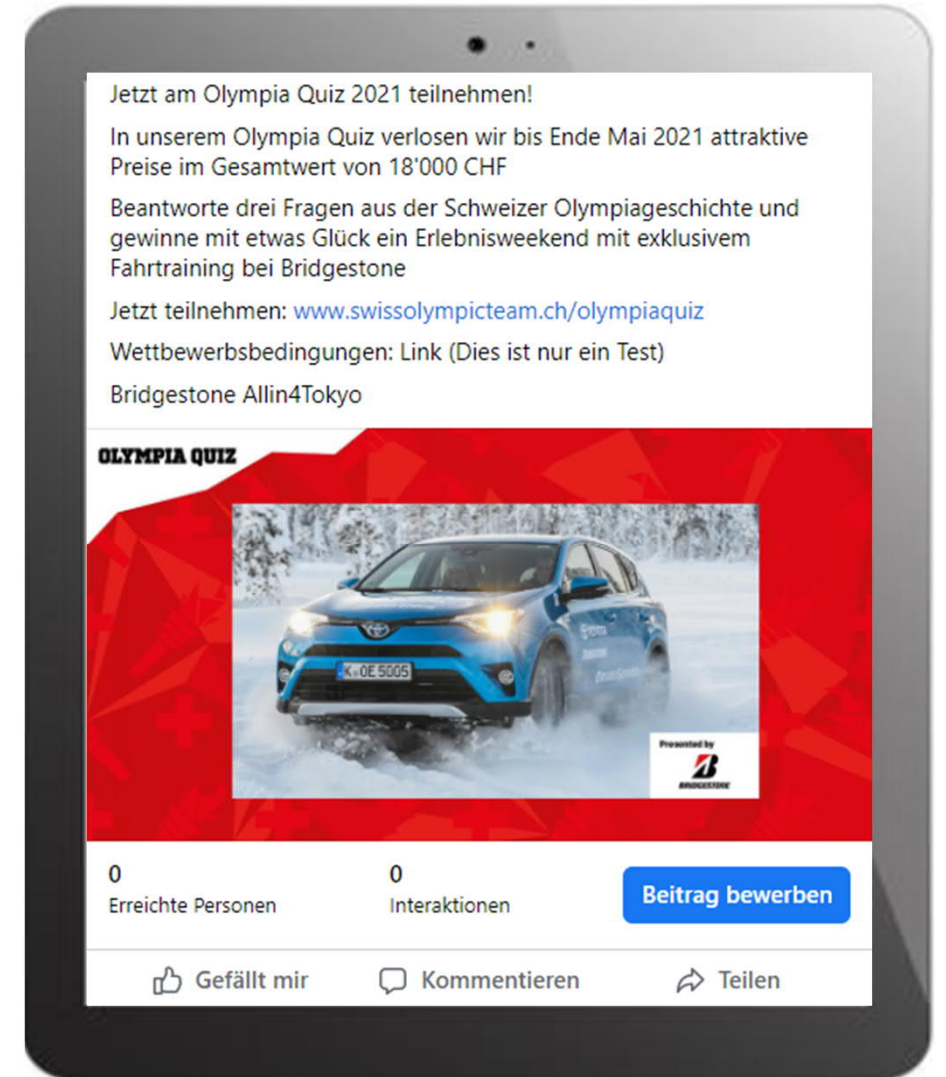 Jetzt am Olympia Quiz 2021 teilnehmen!
In unserem Olympia Quiz verlosen wir bis Ende Mai 2021 attraktive
Preise im Gesamtwert von 18'000 CHF
Beantworte drei Fragen aus der Schweizer Olympiageschichte und
gewinne mit etwas Glück ein Erlebnisweekend mit exklusivem
Fahrtraining bei Bridgestone
Jetzt teilnehmen: www.swissolympicteam.ch/olympiaquiz
Wettbewerbsbedingungen: Link (Dies ist nur ein Test)
Bridgestone Allin4Tokyo
OLYMPIA QUIZ
K OE 5005
TOYOTA
Presented by
BRIDGESTONE
0
Erreichte Personen
0
Interaktionen
Beitrag bewerben
Gefällt mir
Kommentieren
Teilen